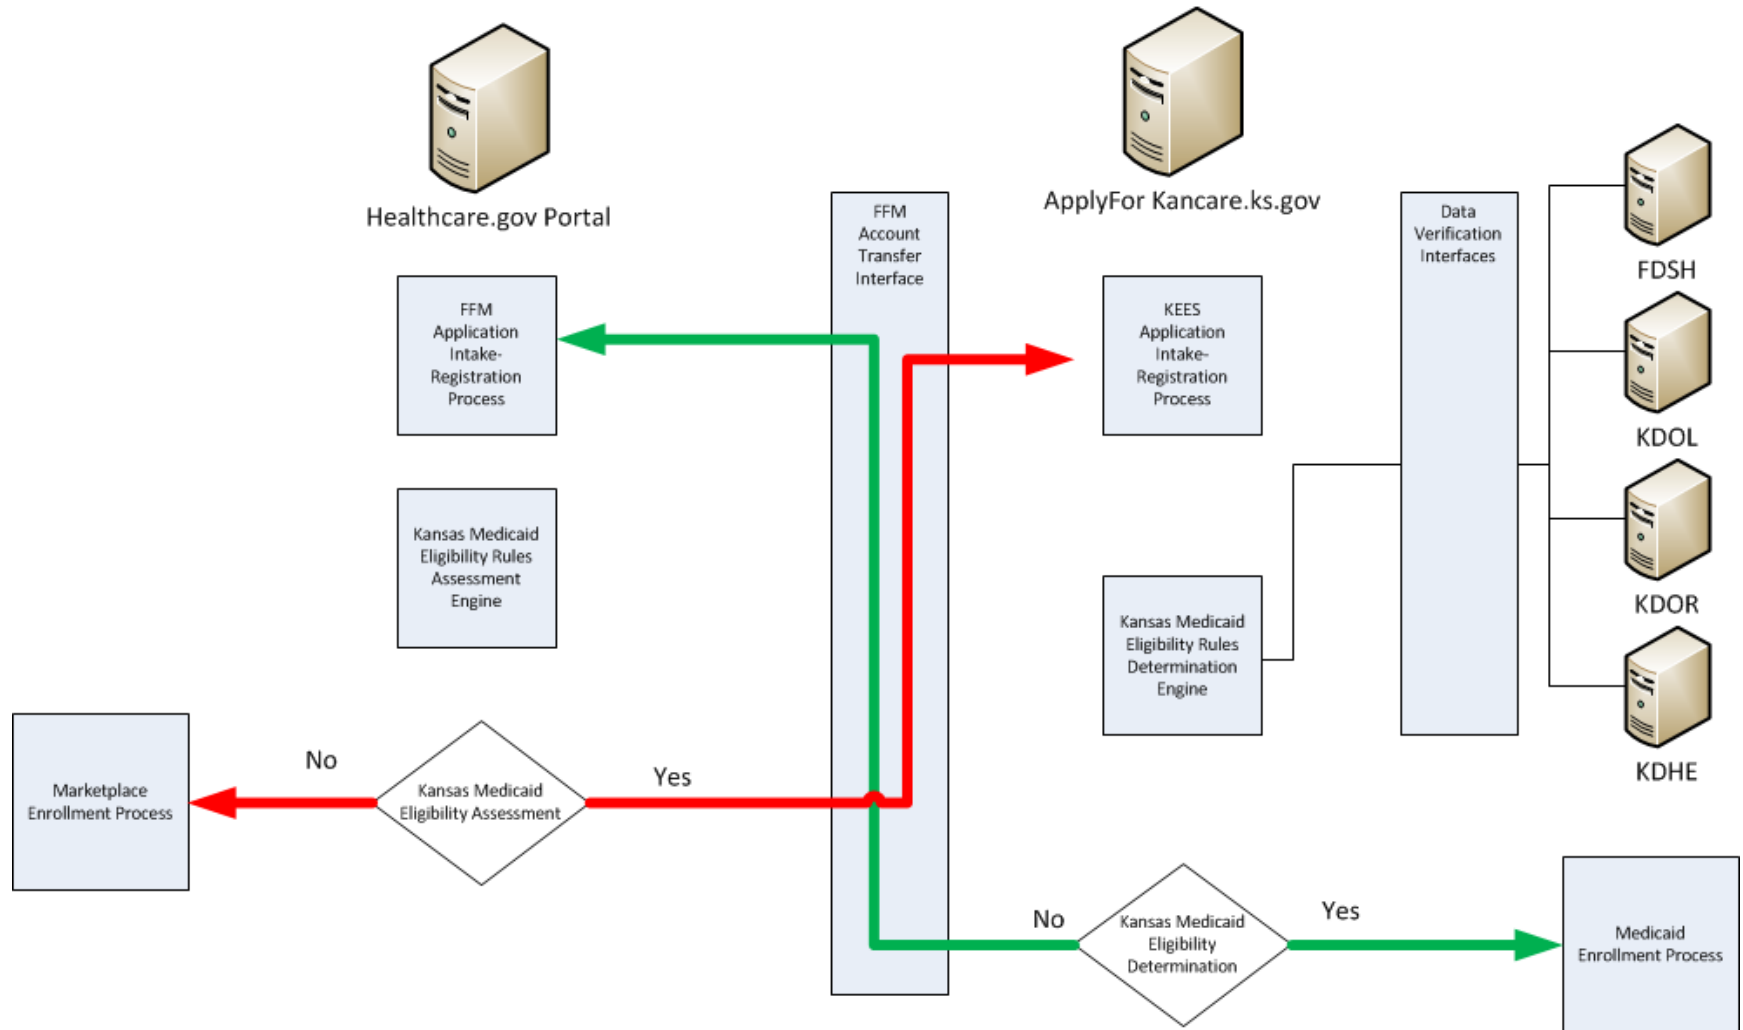 Healthcare.gov Portal
FFM
Account
Transfer
Interface
ApplyFor Kancare.ks.gov
Data
Verification
Interfaces
FDSH
KDOL
KDOR
KDHE
FFM
Application
Intake-
Registration
Process
KEES
Application
Intake-
Registration
Process
Kansas Medicaid
Eligibility Rules
Assessment
Engine
Kansas Medicaid
Eligibility Rules
Determination
Engine
Marketplace
Enrollment Process
No
Kansas Medicaid
Eligibility Assessment
Yes
No
Kansas Medicaid
Eligibility
Determination
Yes
Medicaid
Enrollment Process